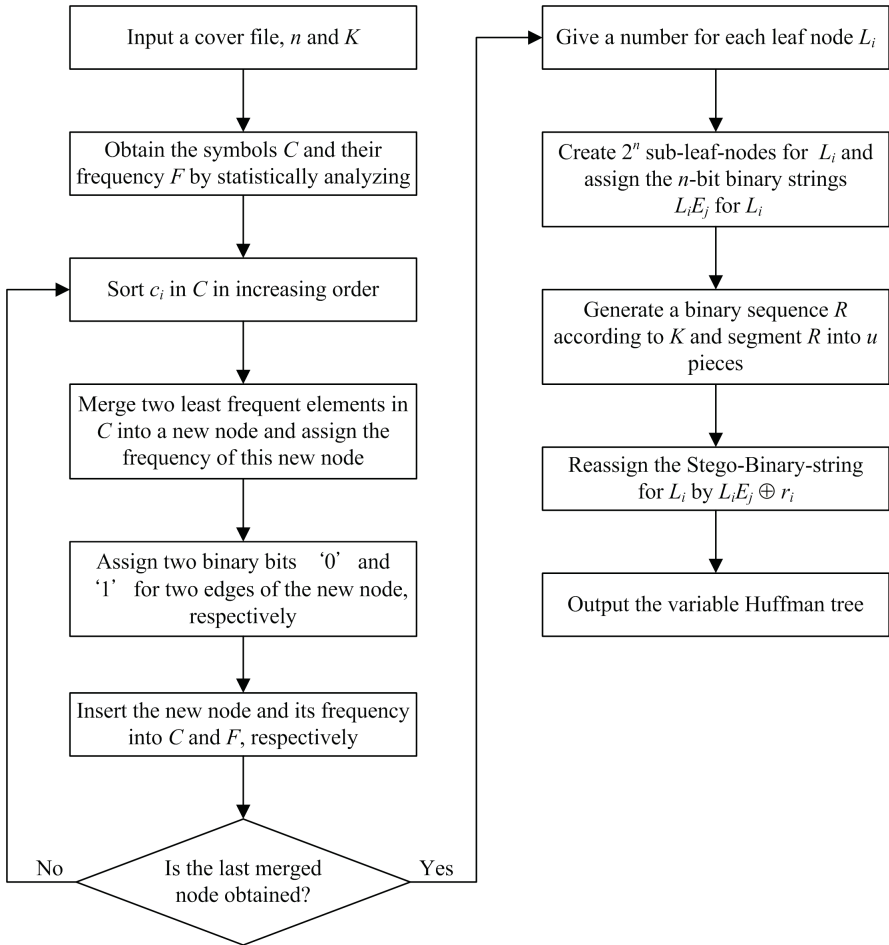 Input a cover file, n and K
Obtain the symbols C and their
frequency F by statistically analyzing
Sort cᵢ in C in increasing order
Merge two least frequent elements in
C into a new node and assign the
frequency of this new node
Assign two binary bits ‘0’ and
‘1’ for two edges of the new node,
respectively
Insert the new node and its frequency
into C and F, respectively
Is the last merged
node obtained?
No
Yes
Give a number for each leaf node Lᵢ
Create 2ⁿ sub-leaf-nodes for Lᵢ and
assign the n-bit binary strings
LᵢEⱼ for Lᵢ
Generate a binary sequence R
according to K and segment R into u
pieces
Reassign the Stego-Binary-string
for Lᵢ by LᵢEⱼ ⊕ rᵢ
Output the variable Huffman tree